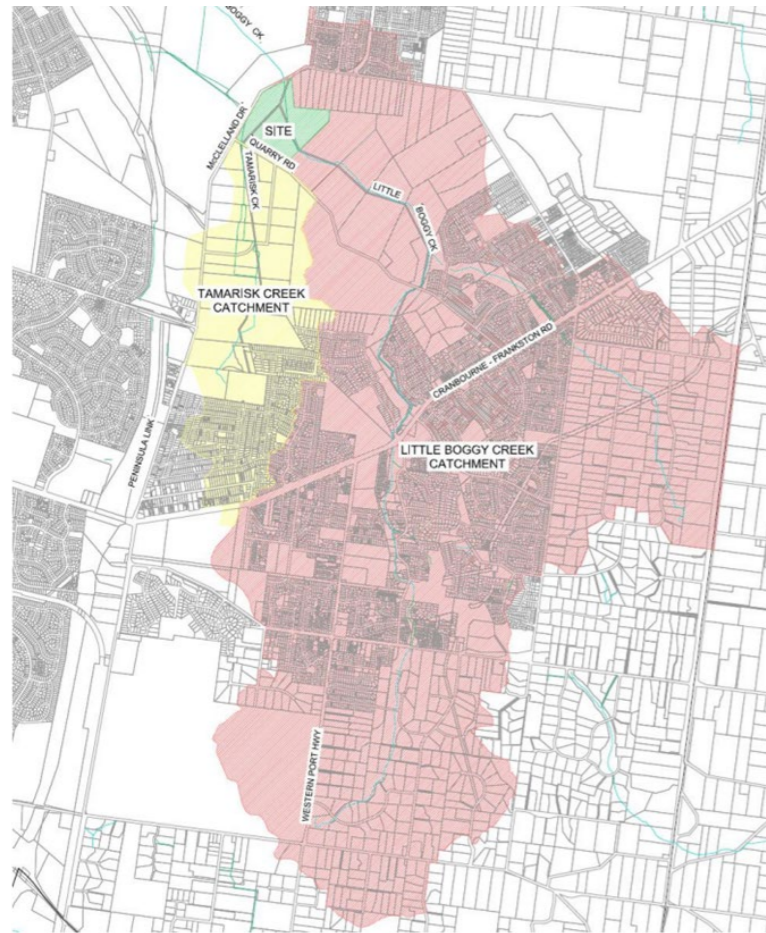 BOGGY CK
McCLELLAND DR
SITE
QUARRY RD
TAMARISK CK
LITTLE
BOGGY CK
TAMARISK CREEK
CATCHMENT
CRANBOURNE - FRANKSTON RD
PENINSULA LINK
LITTLE BOGGY CREEK
CATCHMENT
WESTERN PORT HWY